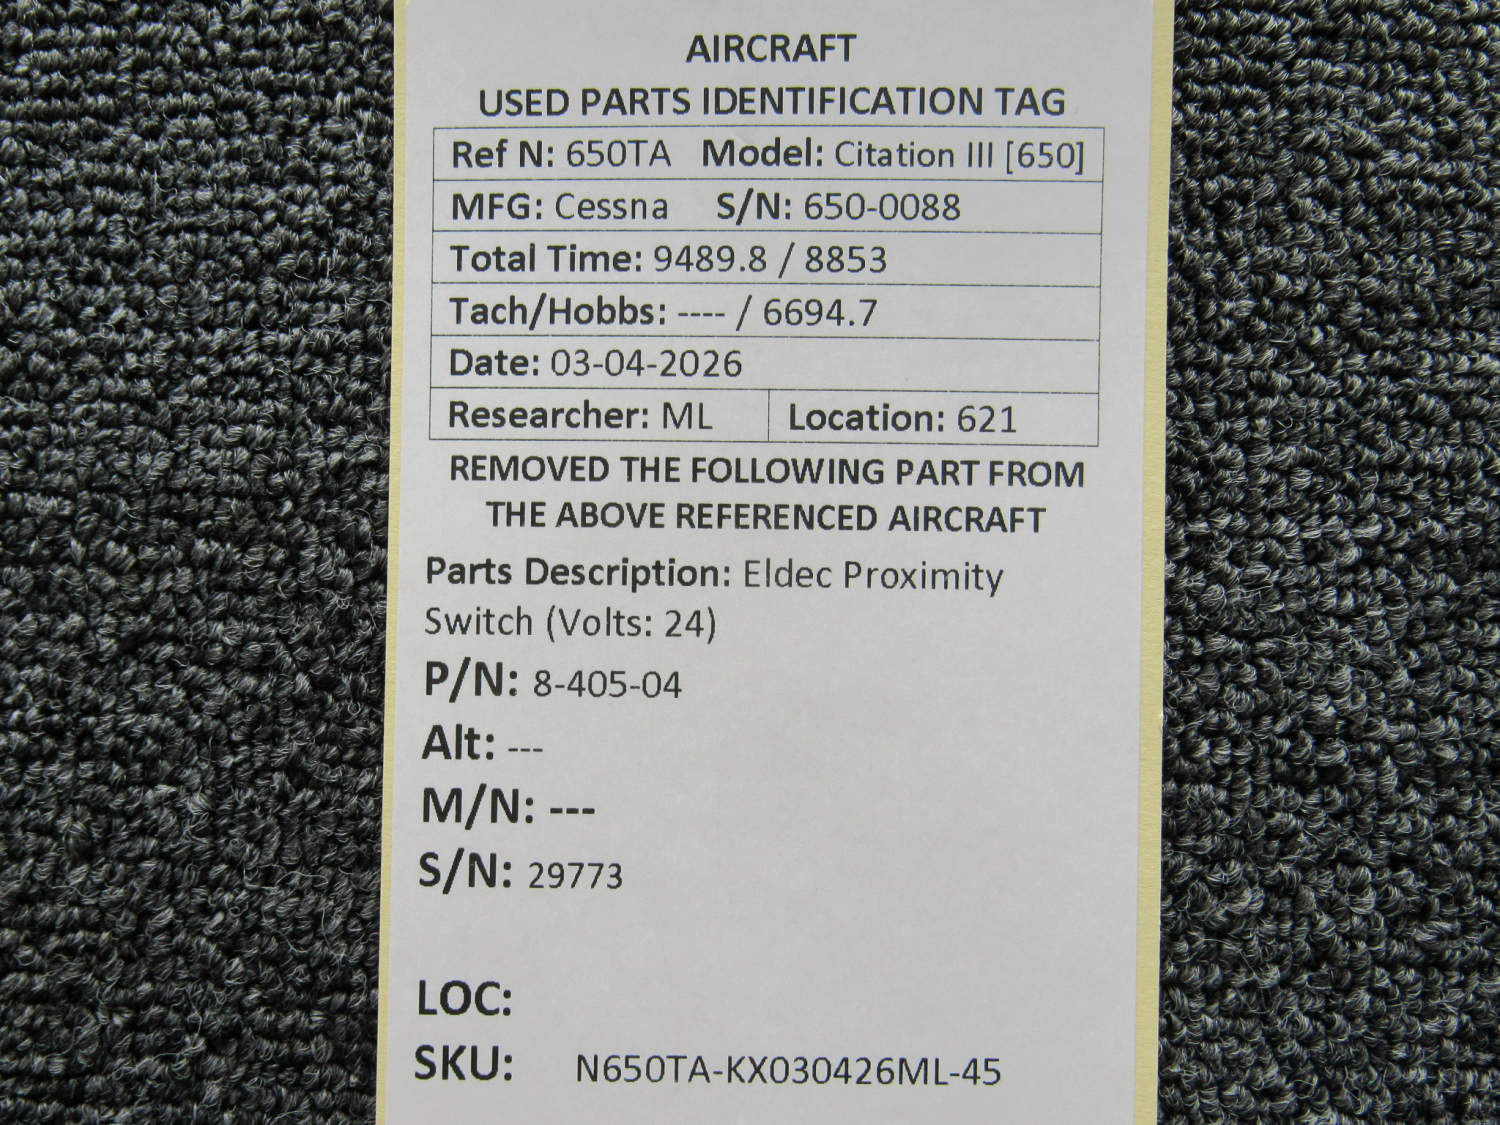 AIRCRAFT
USED PARTS IDENTIFICATION TAG
Ref N: 650TA Model: Citation III [650]
MFG: Cessna S/N: 650-0088
Total Time: 9489.8 / 8853
Tach/Hobbs: ---- / 6694.7
Date: 03-04-2026
Researcher: ML Location: 621
REMOVED THE FOLLOWING PART FROM
THE ABOVE REFERENCED AIRCRAFT
Parts Description: Eldec Proximity
Switch (Volts: 24)
P/N: 8-405-04
Alt: ---
M/N: ---
S/N: 29773
LOC:
SKU: N650TA-KX030426ML-45